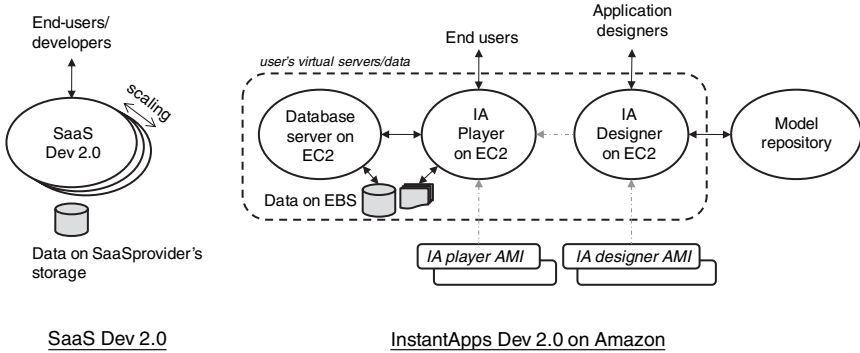 End-users/
developers
scaling
SaaS
Dev 2.0
Data on SaaSprovider's
storage
SaaS Dev 2.0
End users
Application
designers
user's virtual servers/data
Database
server on
EC2
IA
Player
on EC2
IA
Designer
on EC2
Model
repository
Data on EBS
IA player AMI
IA designer AMI
InstantApps Dev 2.0 on Amazon